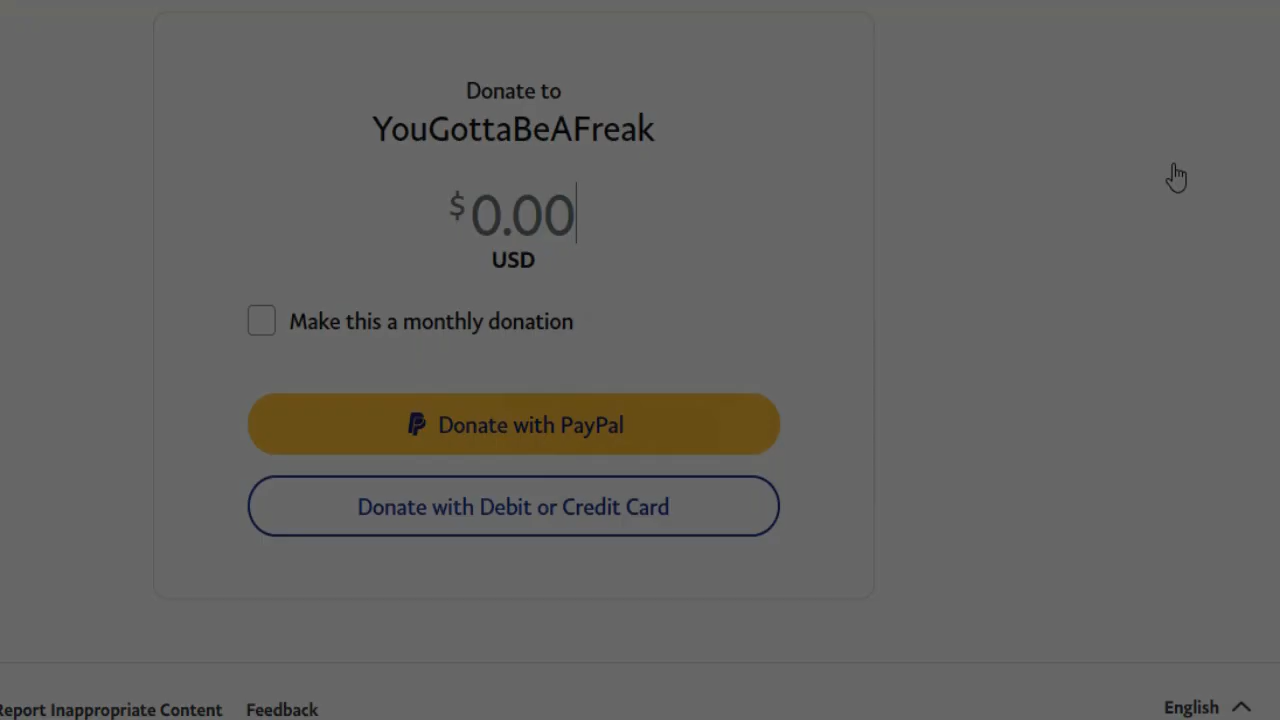 Donate to
YouGottaBeAFreak
$0.00
USD
Make this a monthly donation
Donate with PayPal
Donate with Debit or Credit Card
Report Inappropriate Content Feedback English